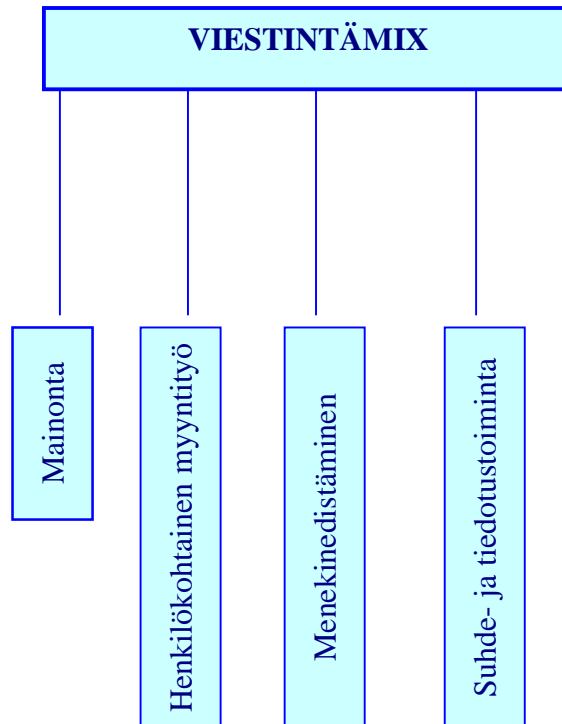 VIESTINTÄMIX
Mainonta
Henkilökohtainen myyntityö
Menekinedistäminen
Suhde- ja tiedotustoiminta